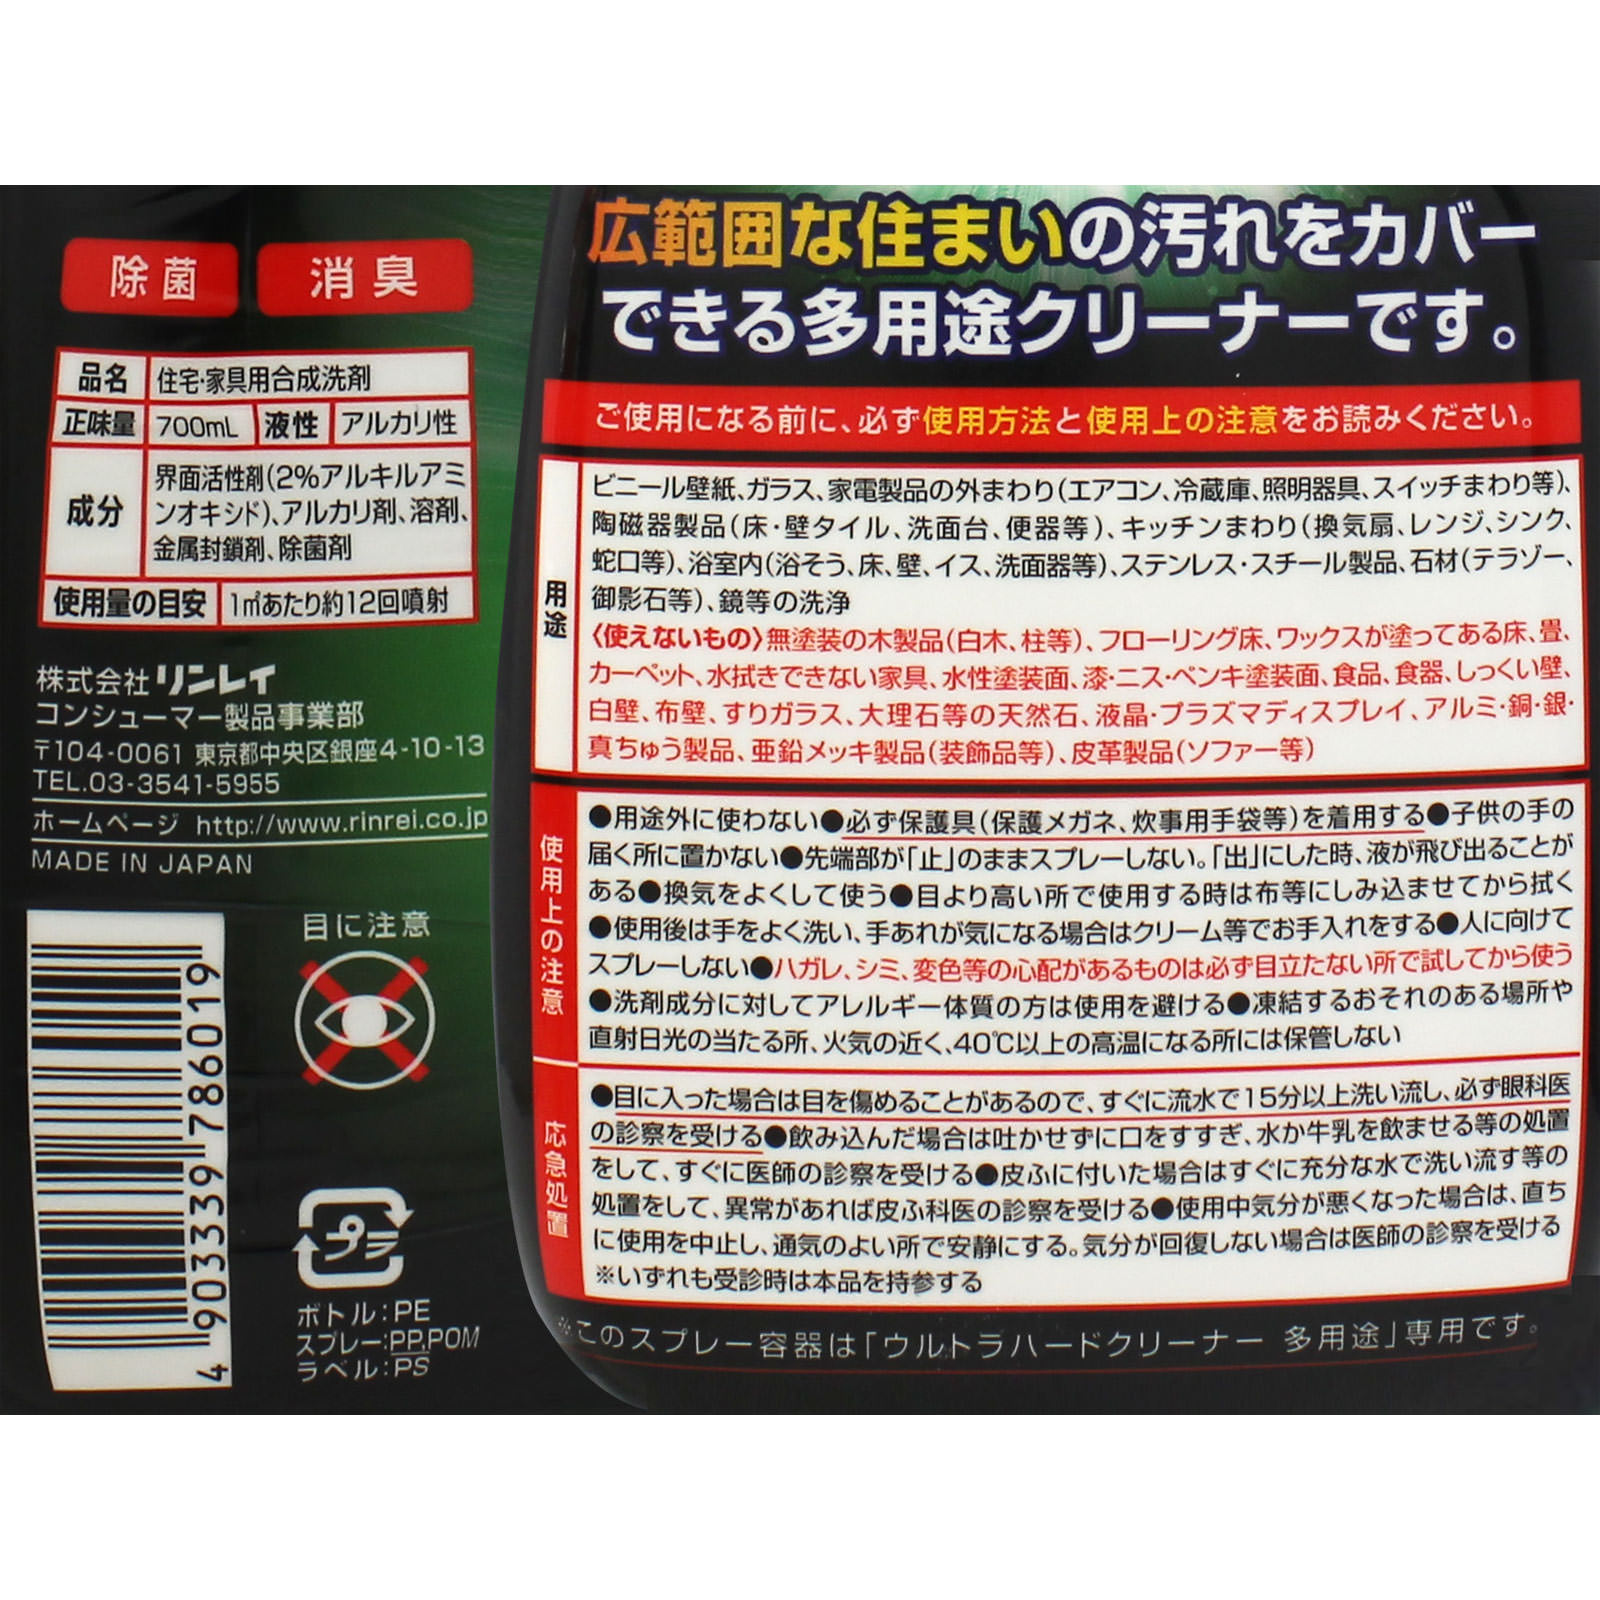 除菌
消臭
品名 住宅・家具用合成洗剤
正味量 700mL 液性 アルカリ性
成分
界面活性剤(2%アルキルアミ
ンオキシド)、アルカリ剤、溶剤、
金属封鎖剤、除菌剤
使用量の目安 1㎡あたり約12回噴射
株式会社リンレイ
コンシューマー製品事業部
〒104-0061 東京都中央区銀座4-10-13
TEL.03-3541-5955
ホームページ http://www.rinrei.co.jp
MADE IN JAPAN
目に注意
4 903339 786019
プラ
ボトル:PE
スプレー:PP,POM
ラベル:PS
広範囲な住まいの汚れをカバー
できる多用途クリーナーです。
ご使用になる前に、必ず使用方法と使用上の注意をお読みください。
用途
ビニール壁紙、ガラス、家電製品の外まわり(エアコン、冷蔵庫、照明器具、スイッチまわり等)、
陶磁器製品(床・壁タイル、洗面台、便器等)、キッチンまわり(換気扇、レンジ、シンク、
蛇口等)、浴室内(浴そう、床、壁、イス、洗面器等)、ステンレス・スチール製品、石材(テラゾー、
御影石等)、鏡等の洗浄
〈使えないもの〉無塗装の木製品(白木、柱等)、フローリング床、ワックスが塗ってある床、畳、
カーペット、水拭きできない家具、水性塗装面、漆・ニス・ペンキ塗装面、食品、食器、しっくい壁、
白壁、布壁、すりガラス、大理石等の天然石、液晶・プラズマディスプレイ、アルミ・銅・銀・
真ちゅう製品、亜鉛メッキ製品(装飾品等)、皮革製品(ソファー等)
使用上の注意
●用途外に使わない●必ず保護具(保護メガネ、炊事用手袋等)を着用する●子供の手の
届く所に置かない●先端部が「止」のままスプレーしない。「出」にした時、液が飛び出ることが
ある●換気をよくして使う●目より高い所で使用する時は布等にしみ込ませてから拭く
●使用後は手をよく洗い、手あれが気になる場合はクリーム等でお手入れをする●人に向けて
スプレーしない●ハガレ、シミ、変色等の心配があるものは必ず目立たない所で試してから使う
●洗剤成分に対してアレルギー体質の方は使用を避ける●凍結するおそれのある場所や
直射日光の当たる所、火気の近く、40℃以上の高温になる所には保管しない
応急処置
●目に入った場合は目を傷めることがあるので、すぐに流水で15分以上洗い流し、必ず眼科医
の診察を受ける●飲み込んだ場合は吐かせずに口をすすぎ、水か牛乳を飲ませる等の処置
をして、すぐに医師の診察を受ける●皮ふに付いた場合はすぐに充分な水で洗い流す等の
処置をして、異常があれば皮ふ科医の診察を受ける●使用中気分が悪くなった場合は、直ち
に使用を中止し、通気のよい所で安静にする。気分が回復しない場合は医師の診察を受ける
※いずれも受診時は本品を持参する
※このスプレー容器は「ウルトラハードクリーナー 多用途」専用です。